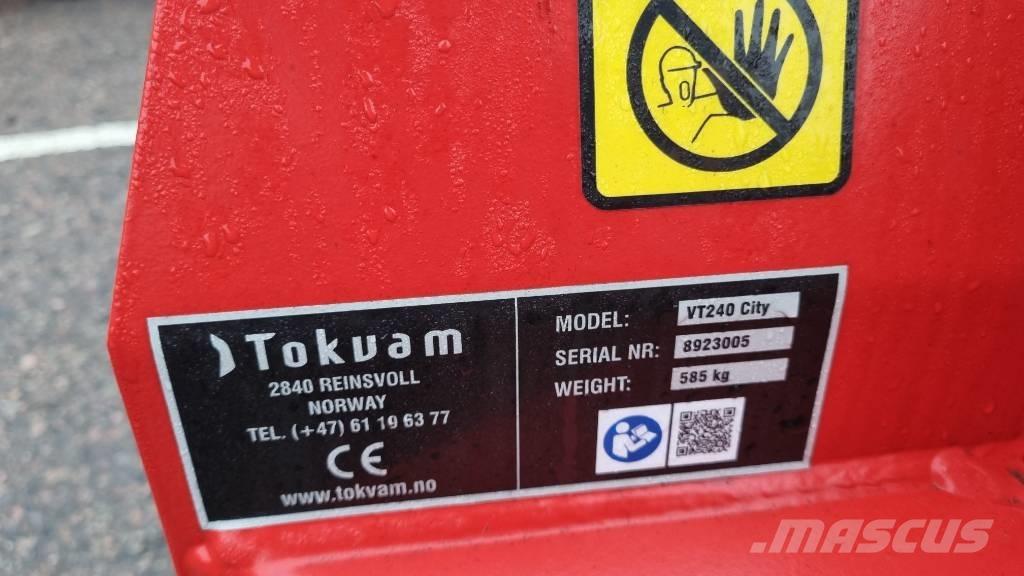 Tokvam
2840 REINSVOLL
NORWAY
TEL. (+47) 61 19 63 77
CE
www.tokvam.no
MODEL: VT240 City
SERIAL NR: 8923005
WEIGHT: 585 kg
MASCUS